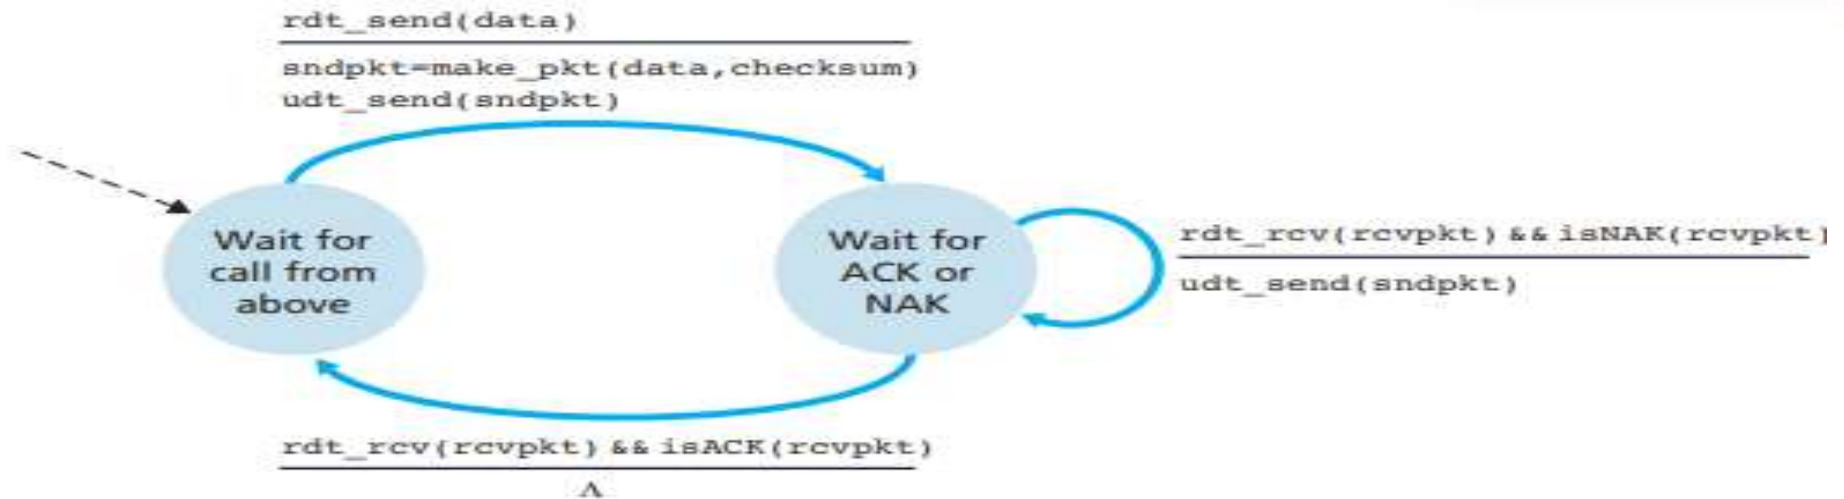 rdt_send(data)
sndpkt=make_pkt(data,checksum)
udt_send(sndpkt)
Wait for
call from
above
Wait for
ACK or
NAK
rdt_rcv(rcvpkt) && isNAK(rcvpkt)
udt_send(sndpkt)
rdt_rcv(rcvpkt) && isACK(rcvpkt)
Λ